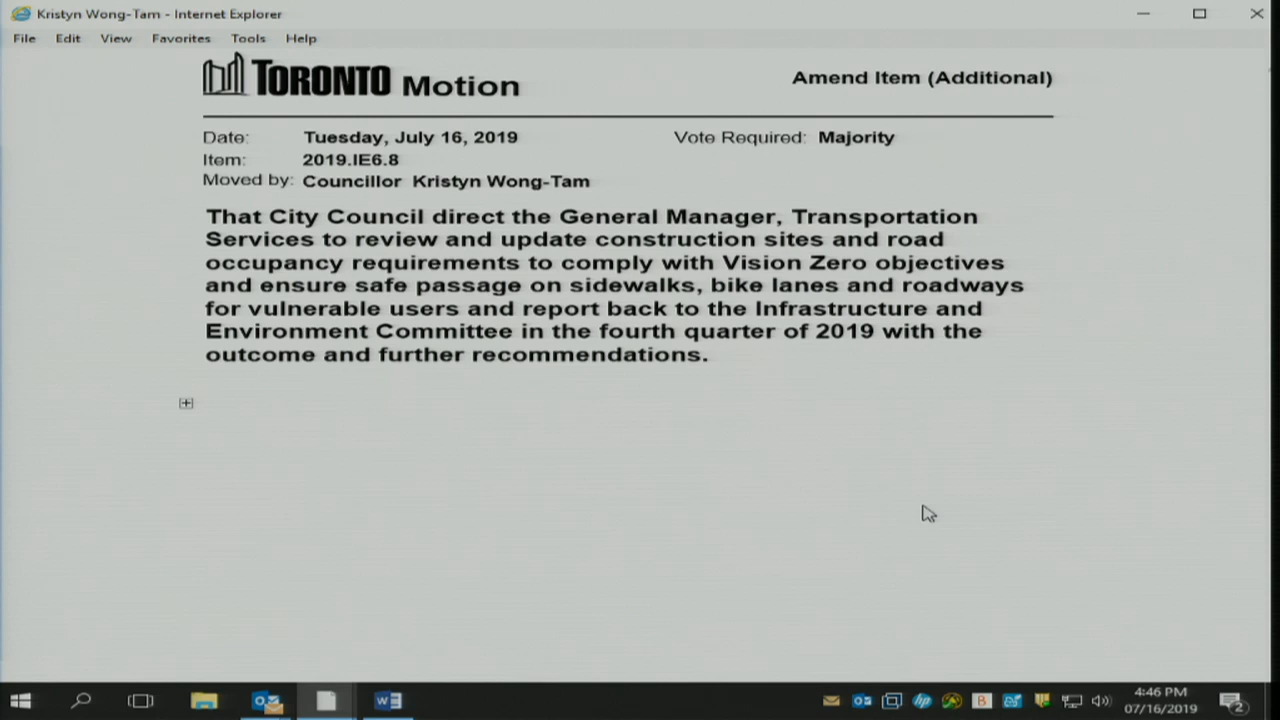 Kristyn Wong-Tam - Internet Explorer
File Edit View Favorites Tools Help
TORONTO Motion
Amend Item (Additional)
Date: Tuesday, July 16, 2019 Vote Required: Majority
Item: 2019.IE6.8
Moved by: Councillor Kristyn Wong-Tam
That City Council direct the General Manager, Transportation
Services to review and update construction sites and road
occupancy requirements to comply with Vision Zero objectives
and ensure safe passage on sidewalks, bike lanes and roadways
for vulnerable users and report back to the Infrastructure and
Environment Committee in the fourth quarter of 2019 with the
outcome and further recommendations.
4:46 PM
07/16/2019
2